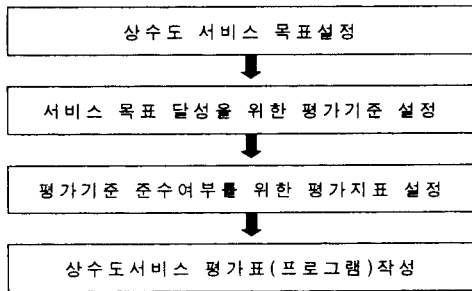 상수도 서비스 목표설정
서비스 목표 달성을 위한 평가기준 설정
평가기준 준수여부를 위한 평가지표 설정
상수도서비스 평가표(프로그램)작성